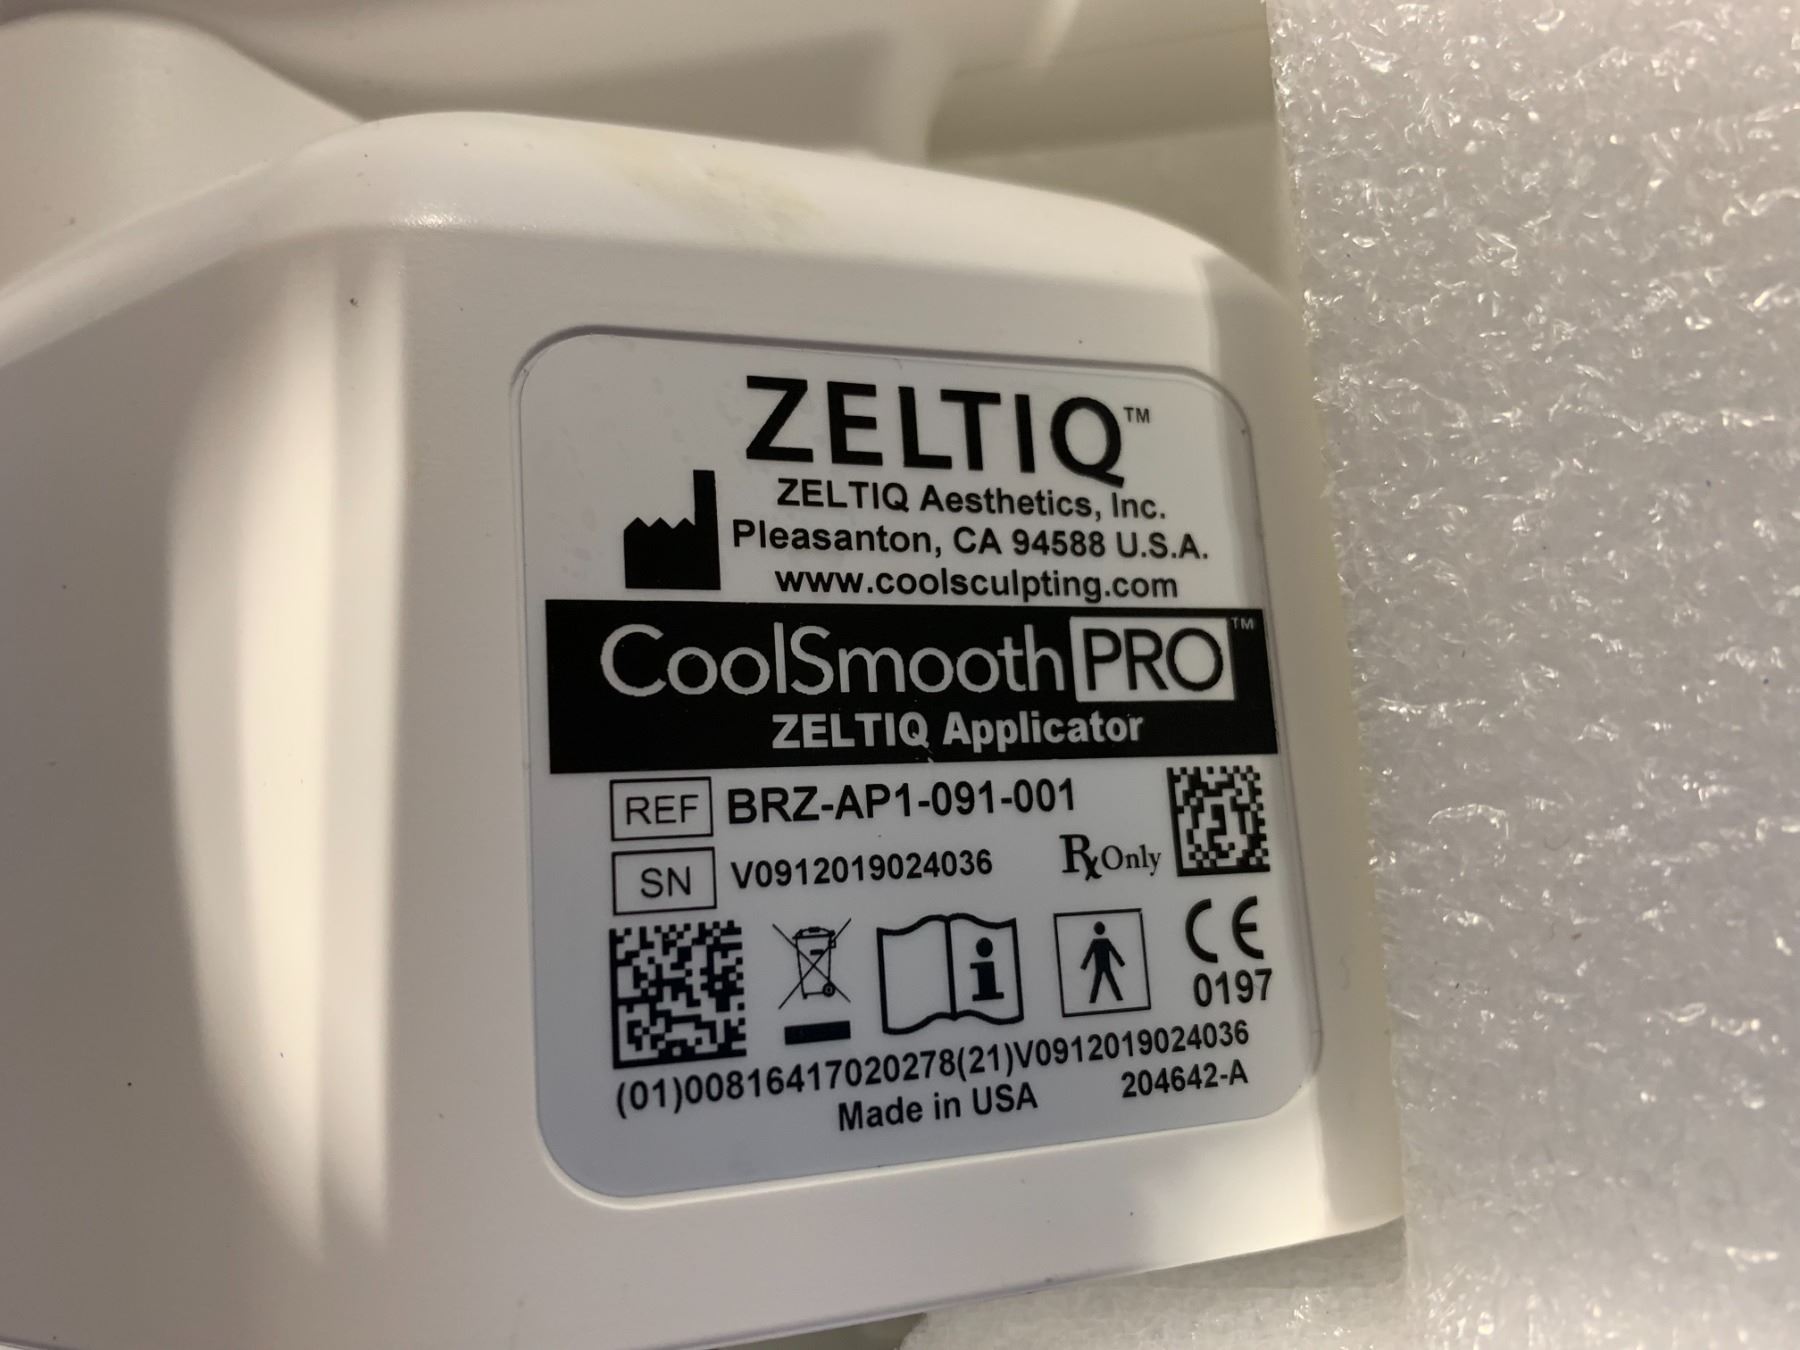 ZELTIQ™
ZELTIQ Aesthetics, Inc.
Pleasanton, CA 94588 U.S.A.
www.coolsculpting.com
CoolSmooth PRO™
ZELTIQ Applicator
REF BRZ-AP1-091-001
SN V0912019024036
Rx Only
CE
0197
(01)00816417020278(21)V0912019024036
Made in USA
204642-A